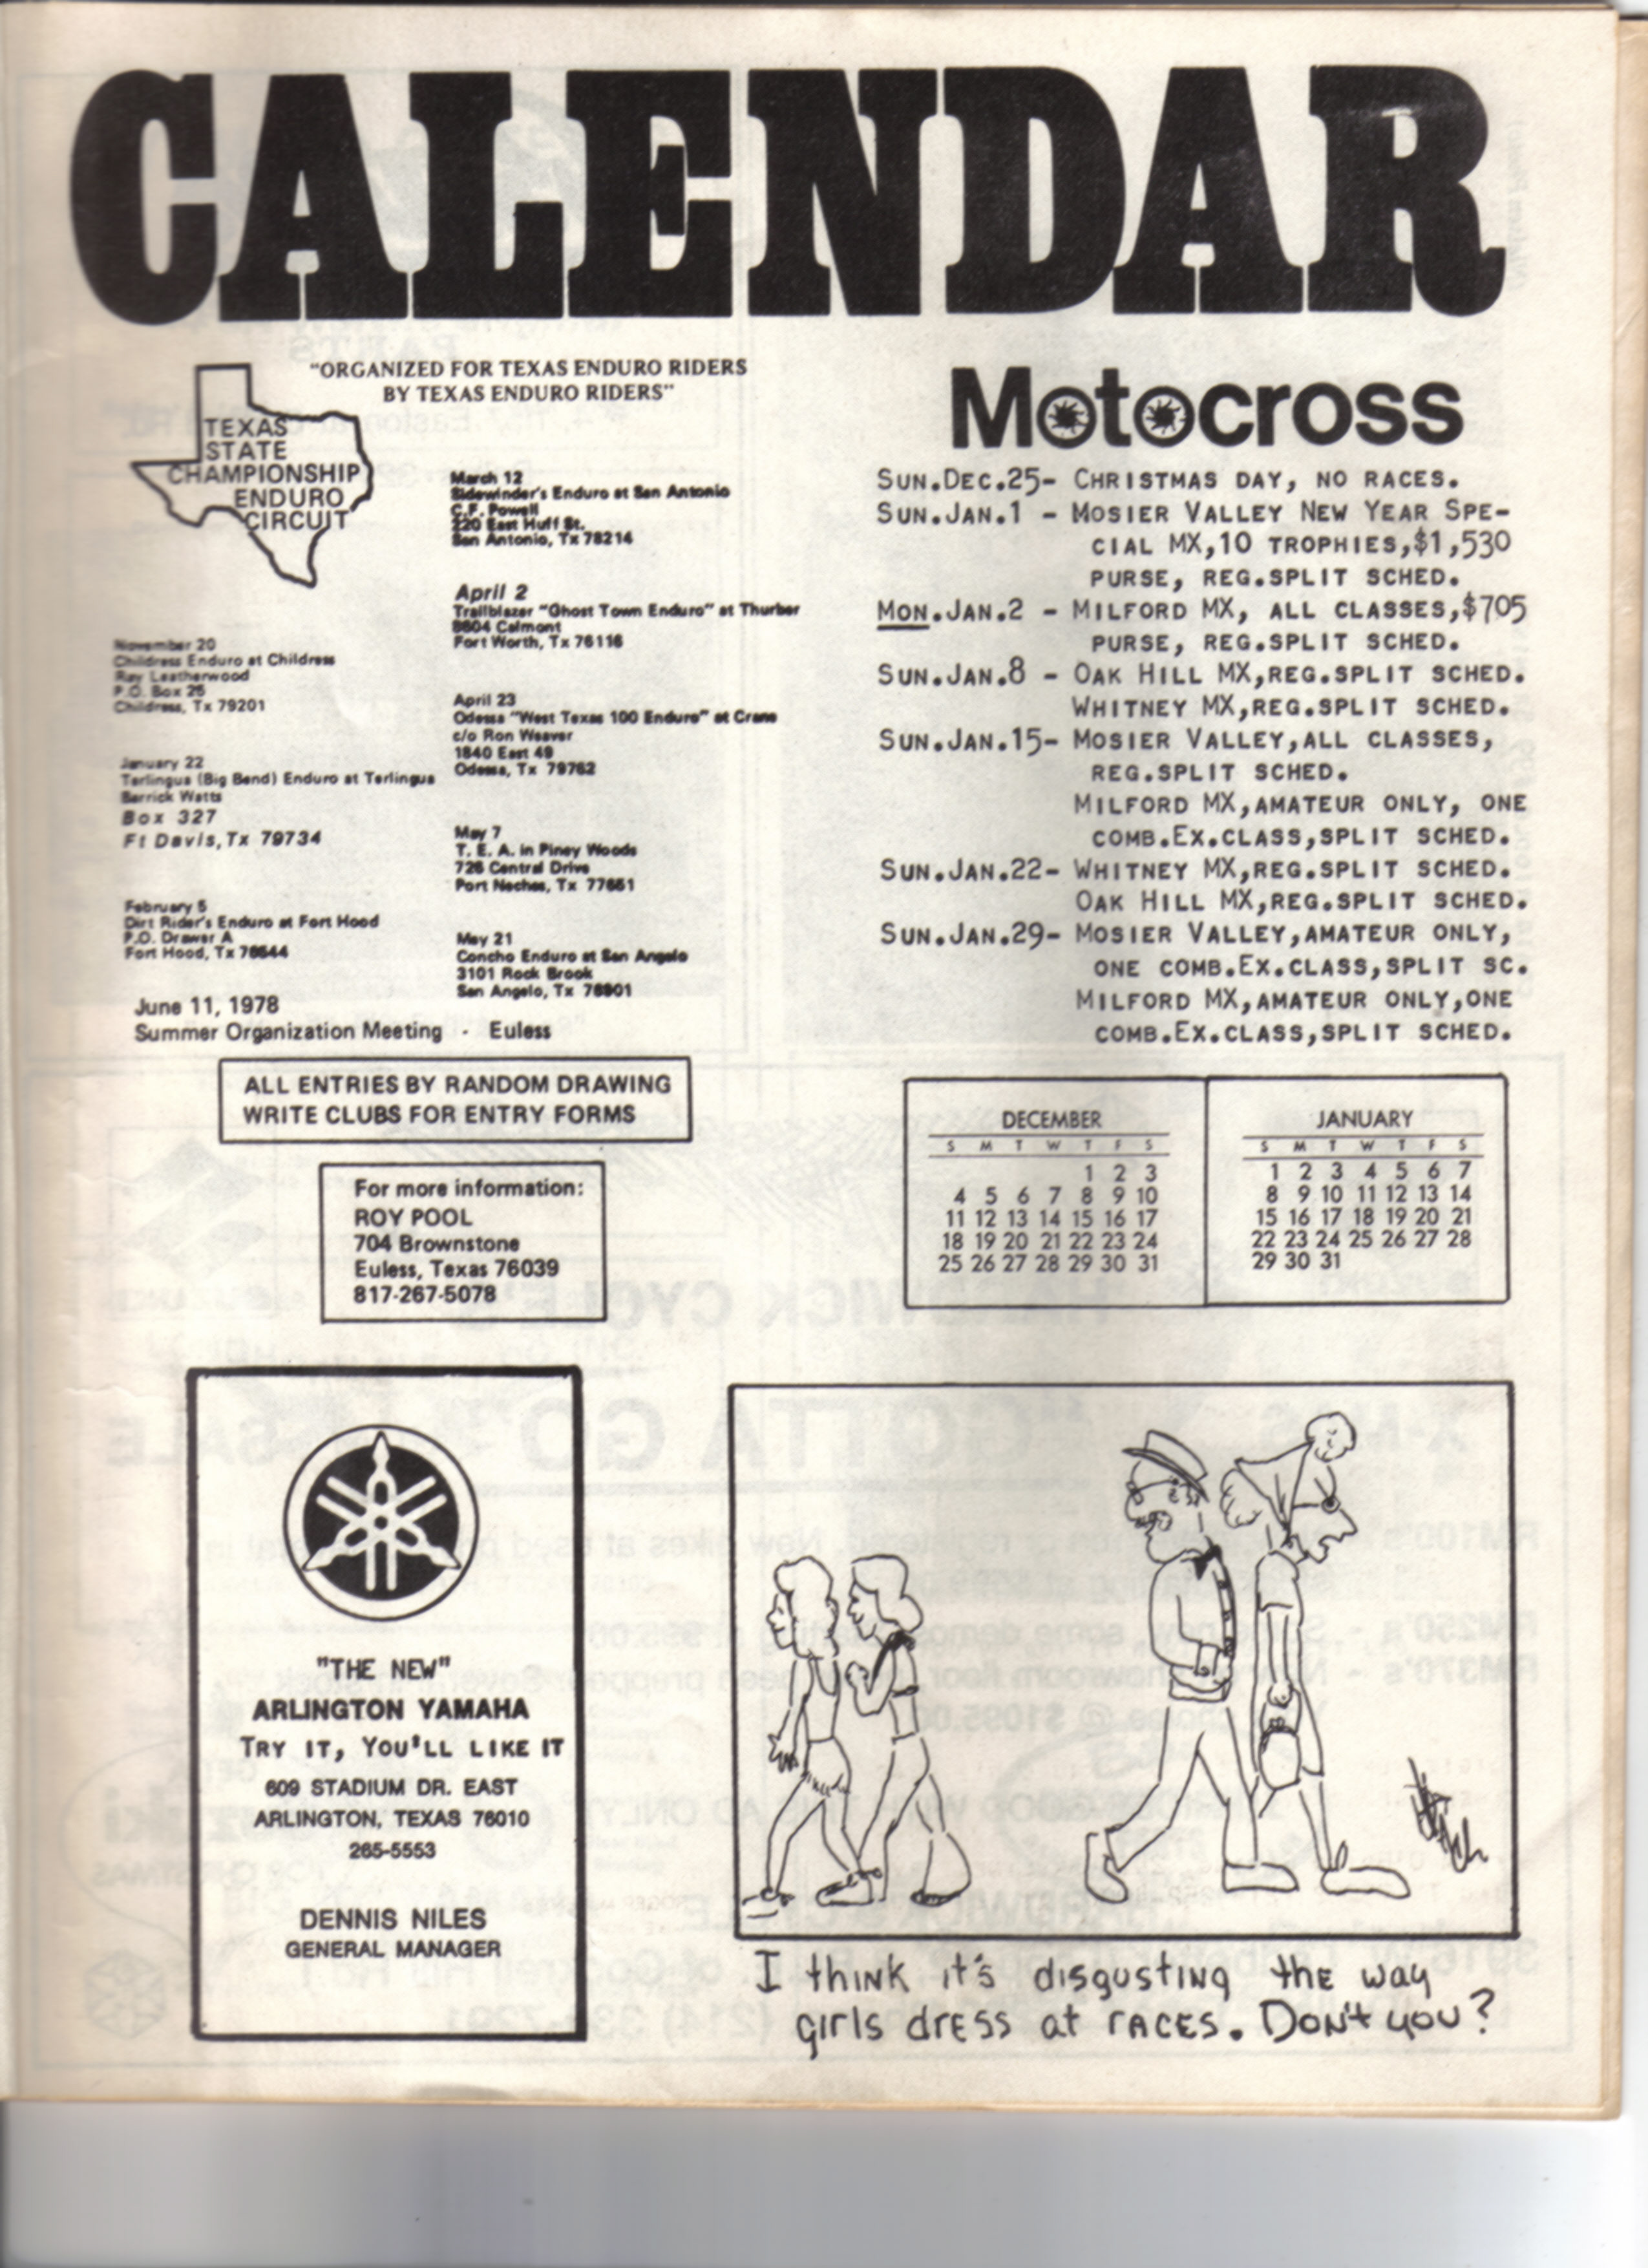 CALENDAR
"ORGANIZED FOR TEXAS ENDURO RIDERS
BY TEXAS ENDURO RIDERS"
TEXAS
STATE
CHAMPIONSHIP
ENDURO
CIRCUIT
November 20
Childress Enduro at Childress
Ray Leatherwood
P.O. Box 25
Childress, Tx 79201
January 22
Terlingua (Big Bend) Enduro at Terlingua
Barrick Watts
Box 327
Ft Davis, Tx 79734
February 5
Dirt Rider's Enduro at Fort Hood
P.O. Drawer A
Fort Hood, Tx 76544
March 12
Sidewinder's Enduro at San Antonio
C.F. Powell
220 East Huff St.
San Antonio, Tx 78214
April 2
Trailblazer "Ghost Town Enduro" at Thurber
8604 Calmont
Fort Worth, Tx 76116
April 23
Odessa "West Texas 100 Enduro" at Crane
c/o Ron Weaver
1840 East 49
Odessa, Tx 79762
May 7
T. E. A. in Piney Woods
726 Central Drive
Port Neches, Tx 77651
May 21
Concho Enduro at San Angelo
3101 Rock Brook
San Angelo, Tx 76901
June 11, 1978
Summer Organization Meeting - Euless
ALL ENTRIES BY RANDOM DRAWING
WRITE CLUBS FOR ENTRY FORMS
For more information:
ROY POOL
704 Brownstone
Euless, Texas 76039
817-267-5078
Motocross
SUN.DEC.25- CHRISTMAS DAY, NO RACES.
SUN.JAN.1 - MOSIER VALLEY NEW YEAR SPE-
CIAL MX,10 TROPHIES,$1,530
PURSE, REG.SPLIT SCHED.
MON.JAN.2 - MILFORD MX, ALL CLASSES,$705
PURSE, REG.SPLIT SCHED.
SUN.JAN.8 - OAK HILL MX,REG.SPLIT SCHED.
WHITNEY MX,REG.SPLIT SCHED.
SUN.JAN.15- MOSIER VALLEY,ALL CLASSES,
REG.SPLIT SCHED.
MILFORD MX,AMATEUR ONLY, ONE
COMB.EX.CLASS,SPLIT SCHED.
SUN.JAN.22- WHITNEY MX,REG.SPLIT SCHED.
OAK HILL MX,REG.SPLIT SCHED.
SUN.JAN.29- MOSIER VALLEY,AMATEUR ONLY,
ONE COMB.EX.CLASS,SPLIT SC.
MILFORD MX,AMATEUR ONLY,ONE
COMB.EX.CLASS,SPLIT SCHED.
DECEMBER
S M T W T F S
1 2 3
4 5 6 7 8 9 10
11 12 13 14 15 16 17
18 19 20 21 22 23 24
25 26 27 28 29 30 31
JANUARY
S M T W T F S
1 2 3 4 5 6 7
8 9 10 11 12 13 14
15 16 17 18 19 20 21
22 23 24 25 26 27 28
29 30 31
"THE NEW"
ARLINGTON YAMAHA
TRY IT, YOU'LL LIKE IT
609 STADIUM DR. EAST
ARLINGTON, TEXAS 76010
265-5553
DENNIS NILES
GENERAL MANAGER
I think it's disgusting the way
girls dress at races. Don't you?